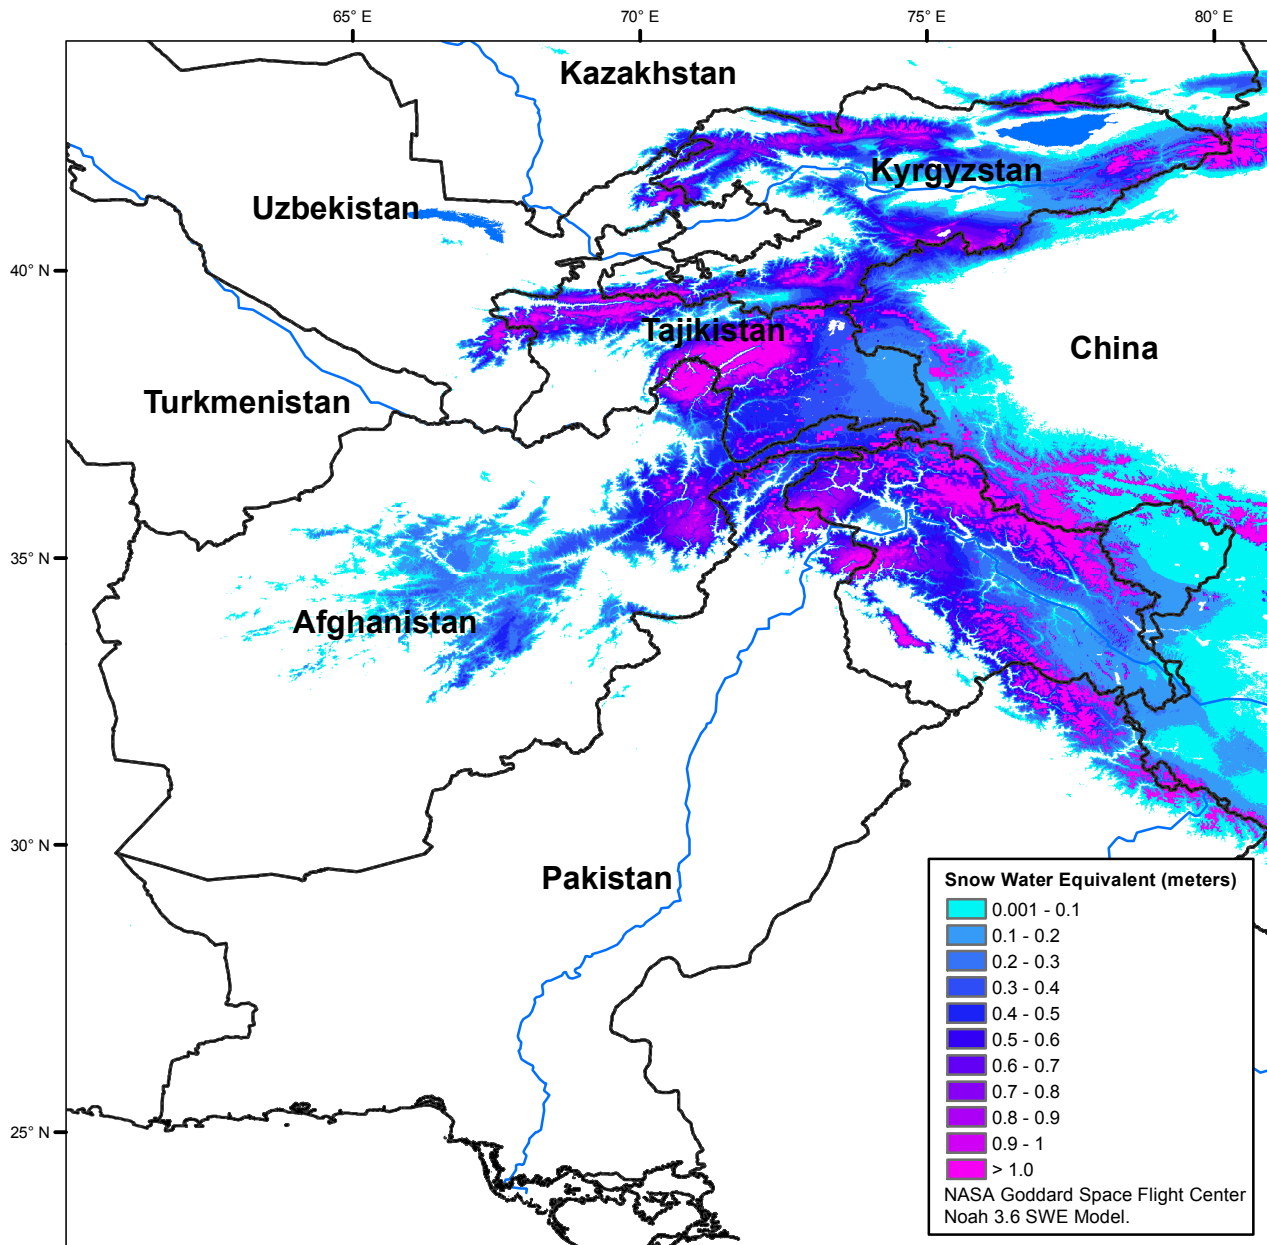 65° E
70° E
75° E
80° E
Kazakhstan
Kyrgyzstan
Uzbekistan
40° N
Tajikistan
China
Turkmenistan
35° N
Afghanistan
30° N
Pakistan
25° N
Snow Water Equivalent (meters)
0.001 - 0.1
0.1 - 0.2
0.2 - 0.3
0.3 - 0.4
0.4 - 0.5
0.5 - 0.6
0.6 - 0.7
0.7 - 0.8
0.8 - 0.9
0.9 - 1
> 1.0
NASA Goddard Space Flight Center
Noah 3.6 SWE Model.